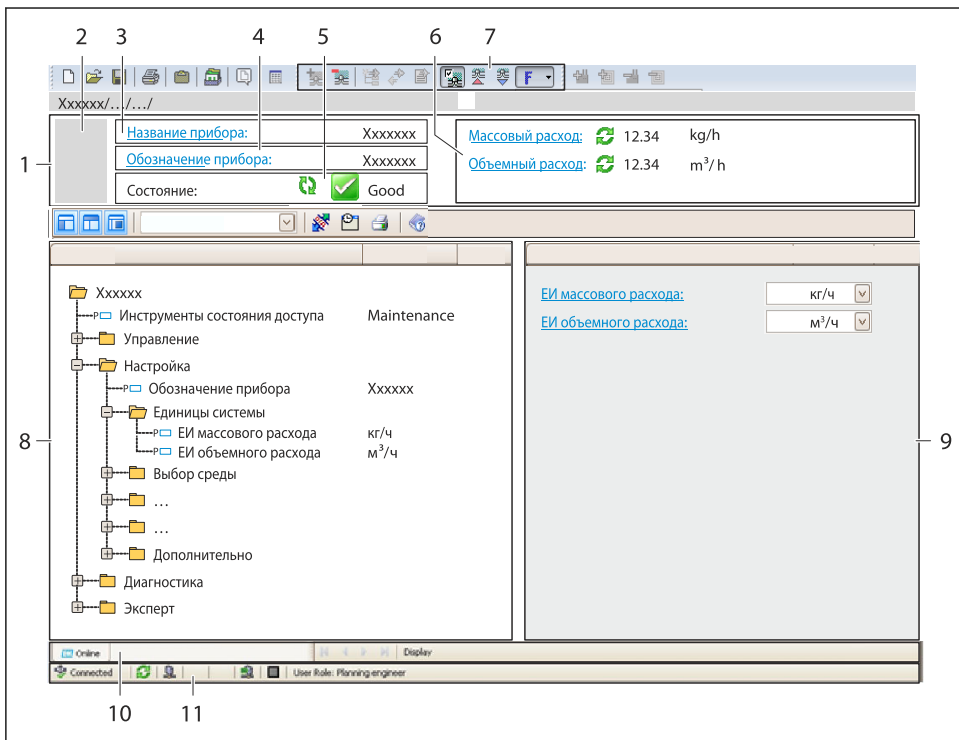 2 3 4 5 6 7
F
Xxxxxx/.../.../
1
Название прибора: Xxxxxxx
Обозначение прибора: Xxxxxxx
Состояние: Good
Массовый расход: 12.34 kg/h
Объемный расход: 12.34 m³/h
Xxxxxx
P Инструменты состояния доступа Maintenance
Управление
Настройка
P Обозначение прибора Xxxxxx
Единицы системы
P ЕИ массового расхода кг/ч
P ЕИ объемного расхода м³/ч
Выбор среды
...
...
Дополнительно
Диагностика
Эксперт
8
ЕИ массового расхода: кг/ч
ЕИ объемного расхода: м³/ч
9
Online Display
Connected User Role: Planning engineer
10 11